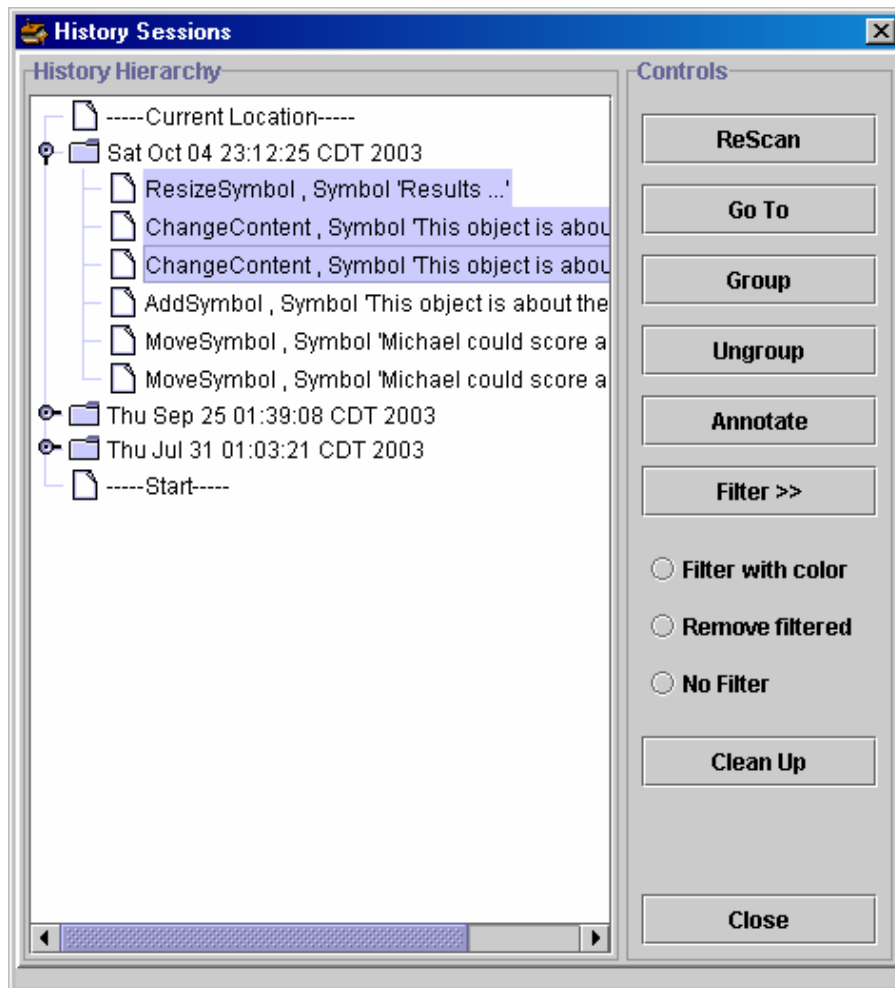 History Sessions
History Hierarchy
-----Current Location-----
Sat Oct 04 23:12:25 CDT 2003
ResizeSymbol , Symbol 'Results ...'
ChangeContent , Symbol 'This object is abou
ChangeContent , Symbol 'This object is abou
AddSymbol , Symbol 'This object is about the
MoveSymbol , Symbol 'Michael could score a
MoveSymbol , Symbol 'Michael could score a
Thu Sep 25 01:39:08 CDT 2003
Thu Jul 31 01:03:21 CDT 2003
-----Start-----
Controls
ReScan
Go To
Group
Ungroup
Annotate
Filter >>
Filter with color
Remove filtered
No Filter
Clean Up
Close